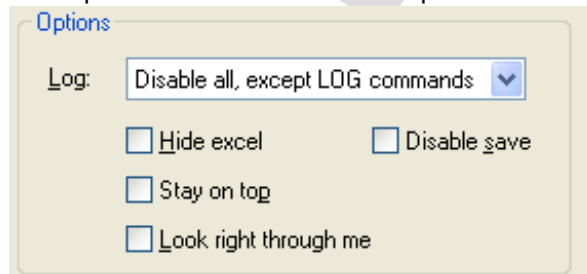 Options
Log: Disable all, except LOG commands
Hide excel Disable save
Stay on top
Look right through me